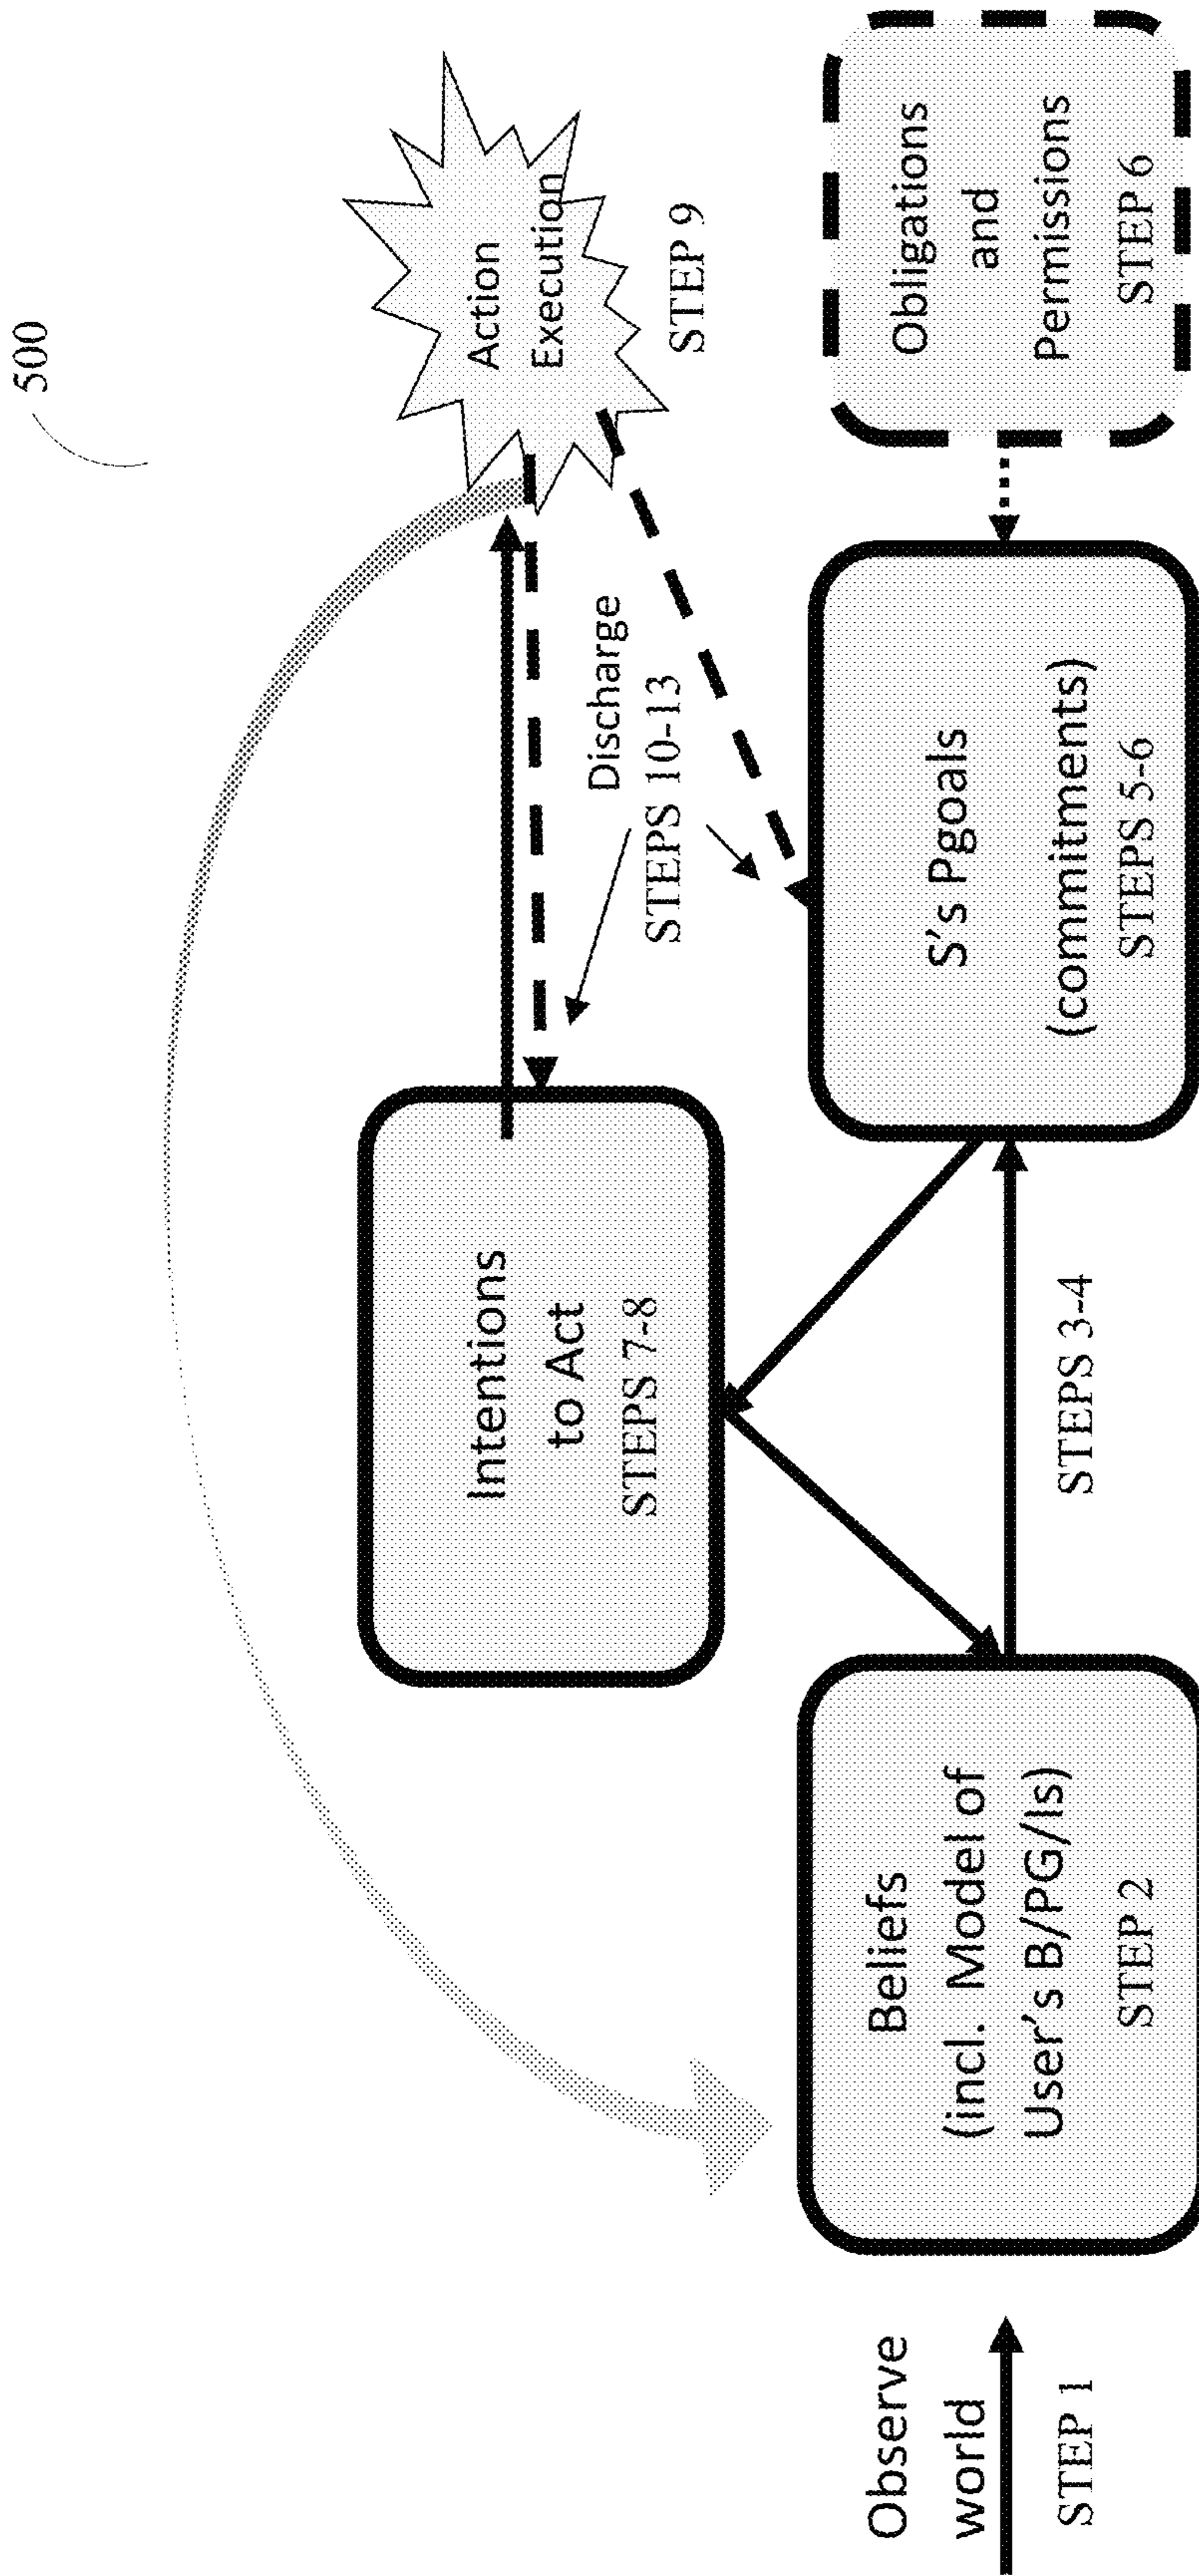 500
Action
Execution
STEP 9
Intentions
to Act
STEPS 7-8
Discharge
STEPS 10-13
Observe
world
STEP 1
Beliefs
(incl. Model of
User's B/PG/Is)
STEP 2
STEPS 3-4
S's Pgoals
(commitments)
STEPS 5-6
Obligations
and
Permissions
STEP 6